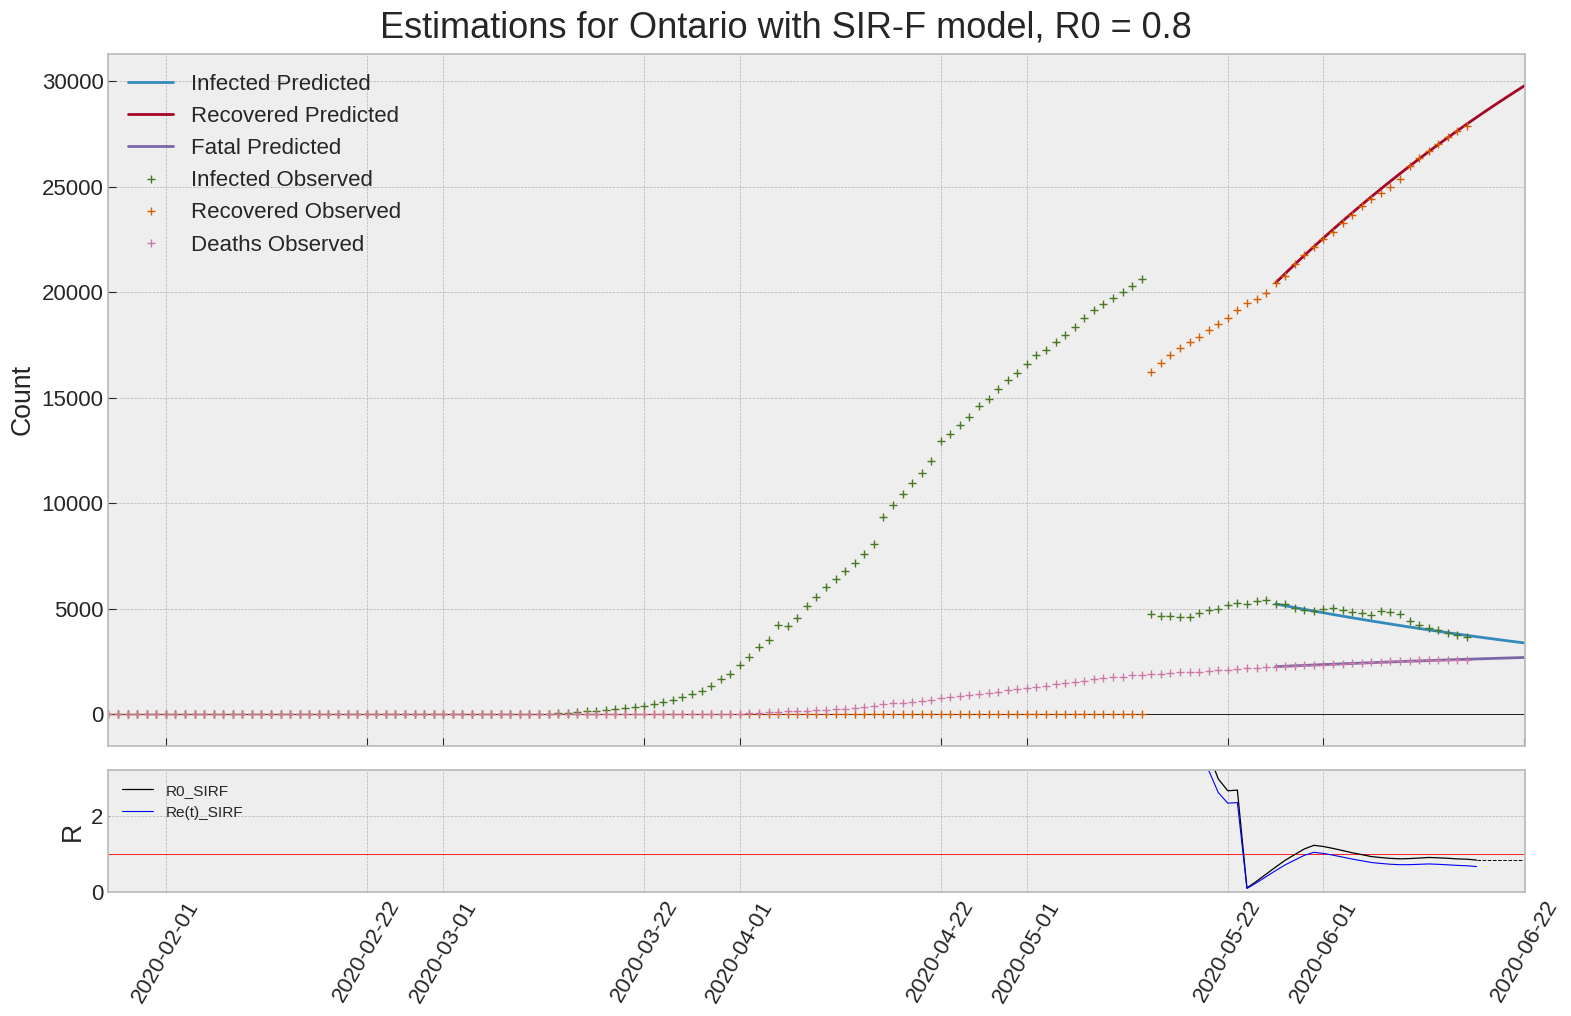 Estimations for Ontario with SIR-F model, R0 = 0.8
30000
25000
20000
15000
10000
5000
0
Count
Infected Predicted
Recovered Predicted
Fatal Predicted
Infected Observed
Recovered Observed
Deaths Observed
R0_SIRF
Re(t)_SIRF
2
0
R
2020-02-01
2020-02-22
2020-03-01
2020-03-22
2020-04-01
2020-04-22
2020-05-01
2020-05-22
2020-06-01
2020-06-22